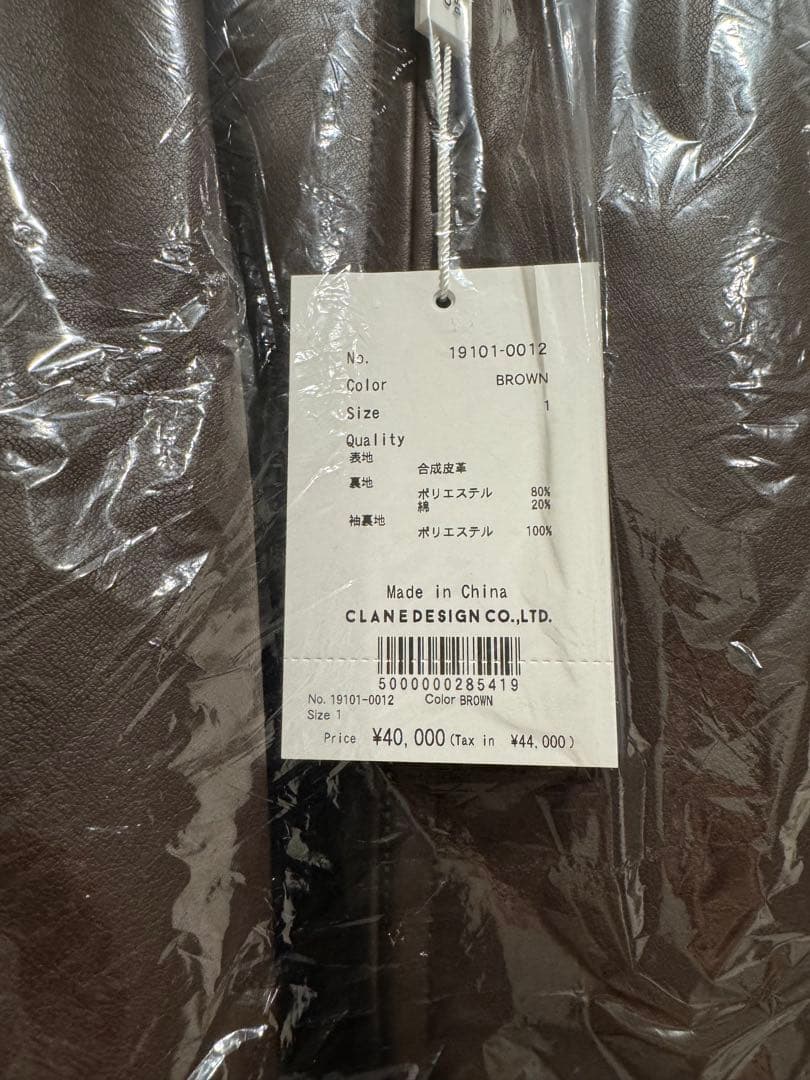 No. 19101-0012
Color BROWN
Size 1
Quality
表地
合成皮革
裏地
ポリエステル 80%
綿 20%
袖裏地
ポリエステル 100%
Made in China
CLANEDESIGN CO.,LTD.
5000000285419
No. 19101-0012 Color BROWN
Size 1
Price ¥40,000 (Tax in ¥44,000)